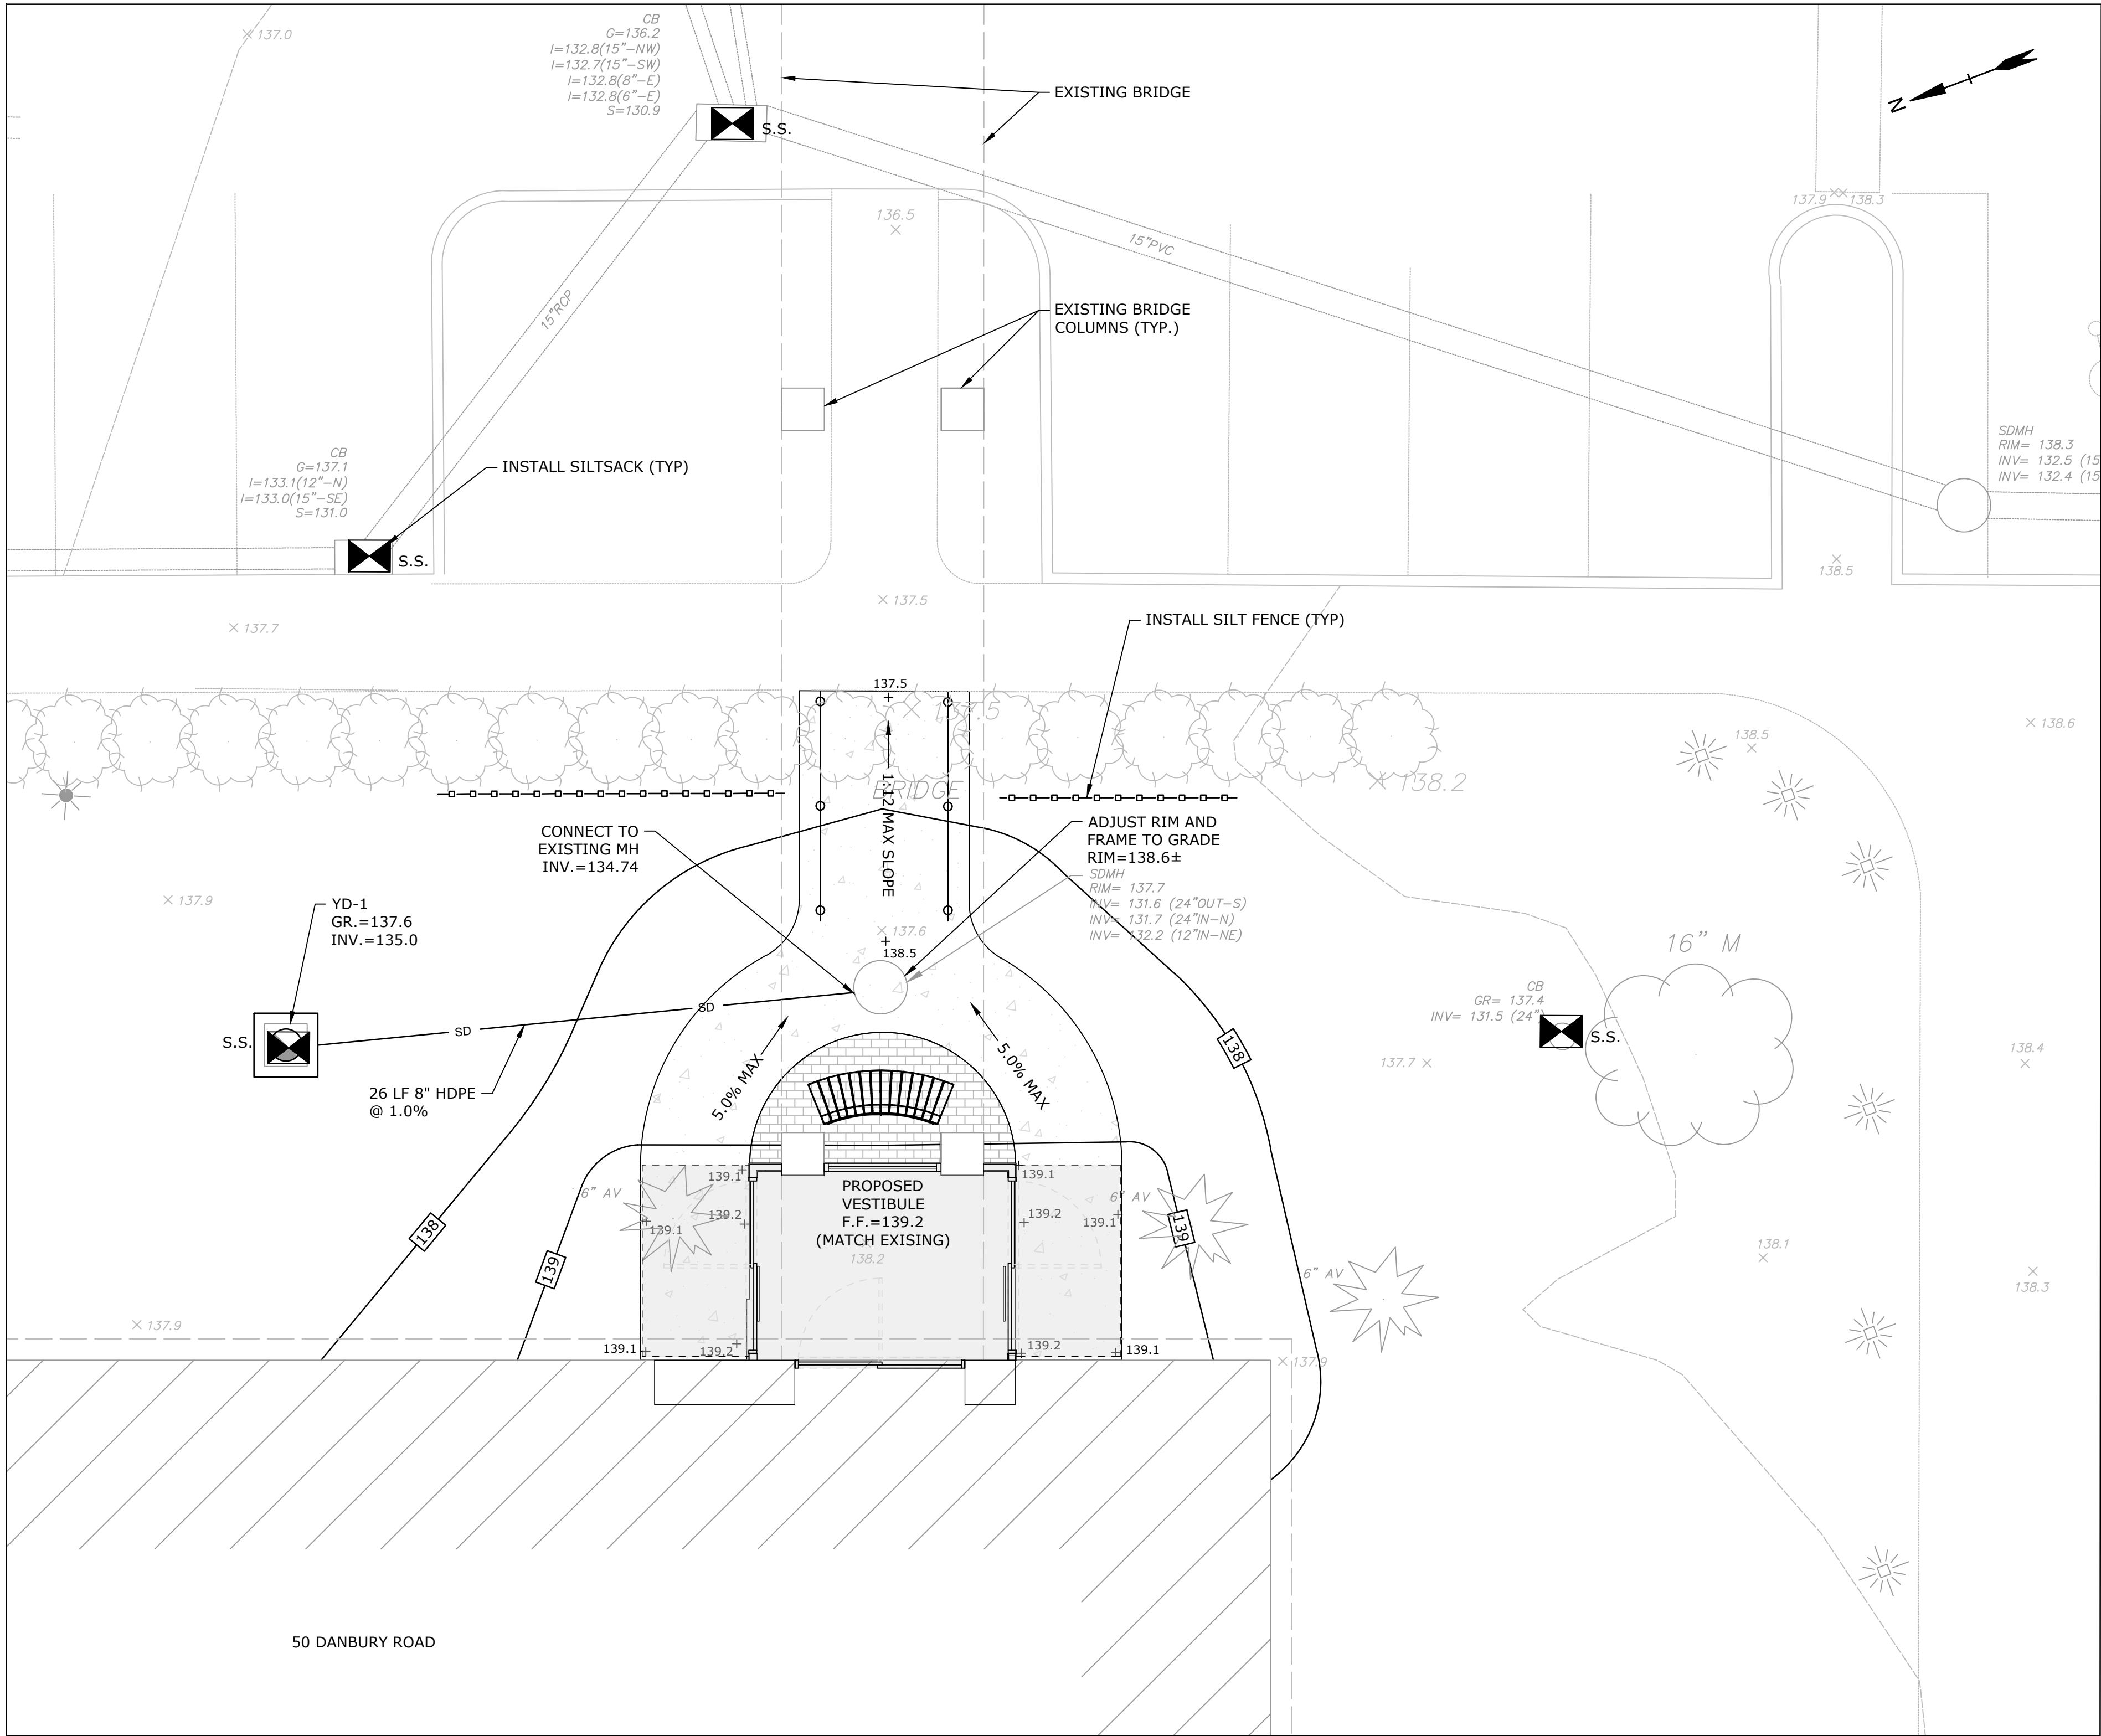 137.0
CB
G=136.2
I=132.8(15"-NW)
I=132.7(15"-SW)
I=132.8(8"-E)
I=132.8(6"-E)
S=130.9
S.S.
EXISTING BRIDGE
N
137.9
138.3
136.5
15"PVC
15"RCP
EXISTING BRIDGE
COLUMNS (TYP.)
CB
G=137.1
I=133.1(12"-N)
I=133.0(15"-SE)
S=131.0
INSTALL SILTSACK (TYP)
S.S.
SDMH
RIM= 138.3
INV= 132.5 (15
INV= 132.4 (15
138.5
137.5
137.7
INSTALL SILT FENCE (TYP)
137.5
137.5
138.5
138.6
1:12 MAX SLOPE
BRIDGE
138.2
CONNECT TO
EXISTING MH
INV.=134.74
ADJUST RIM AND
FRAME TO GRADE
RIM=138.6±
SDMH
RIM= 137.7
INV= 131.6 (24"OUT-S)
INV= 131.7 (24"IN-N)
INV= 132.2 (12"IN-NE)
137.9
YD-1
GR.=137.6
INV.=135.0
137.6
138.5
16" M
CB
GR= 137.4
INV= 131.5 (24")
S.S.
SD
SD
S.S.
138
137.7
138.4
26 LF 8" HDPE
@ 1.0%
5.0% MAX
5.0% MAX
139.1
139.1
6" AV
6" AV
PROPOSED
VESTIBULE
F.F.=139.2
(MATCH EXISING)
138.2
139.2
139.1
139.2
139.1
138
139
139
138.1
138.3
6" AV
137.9
139.1
139.2
139.2
139.1
137.9
50 DANBURY ROAD